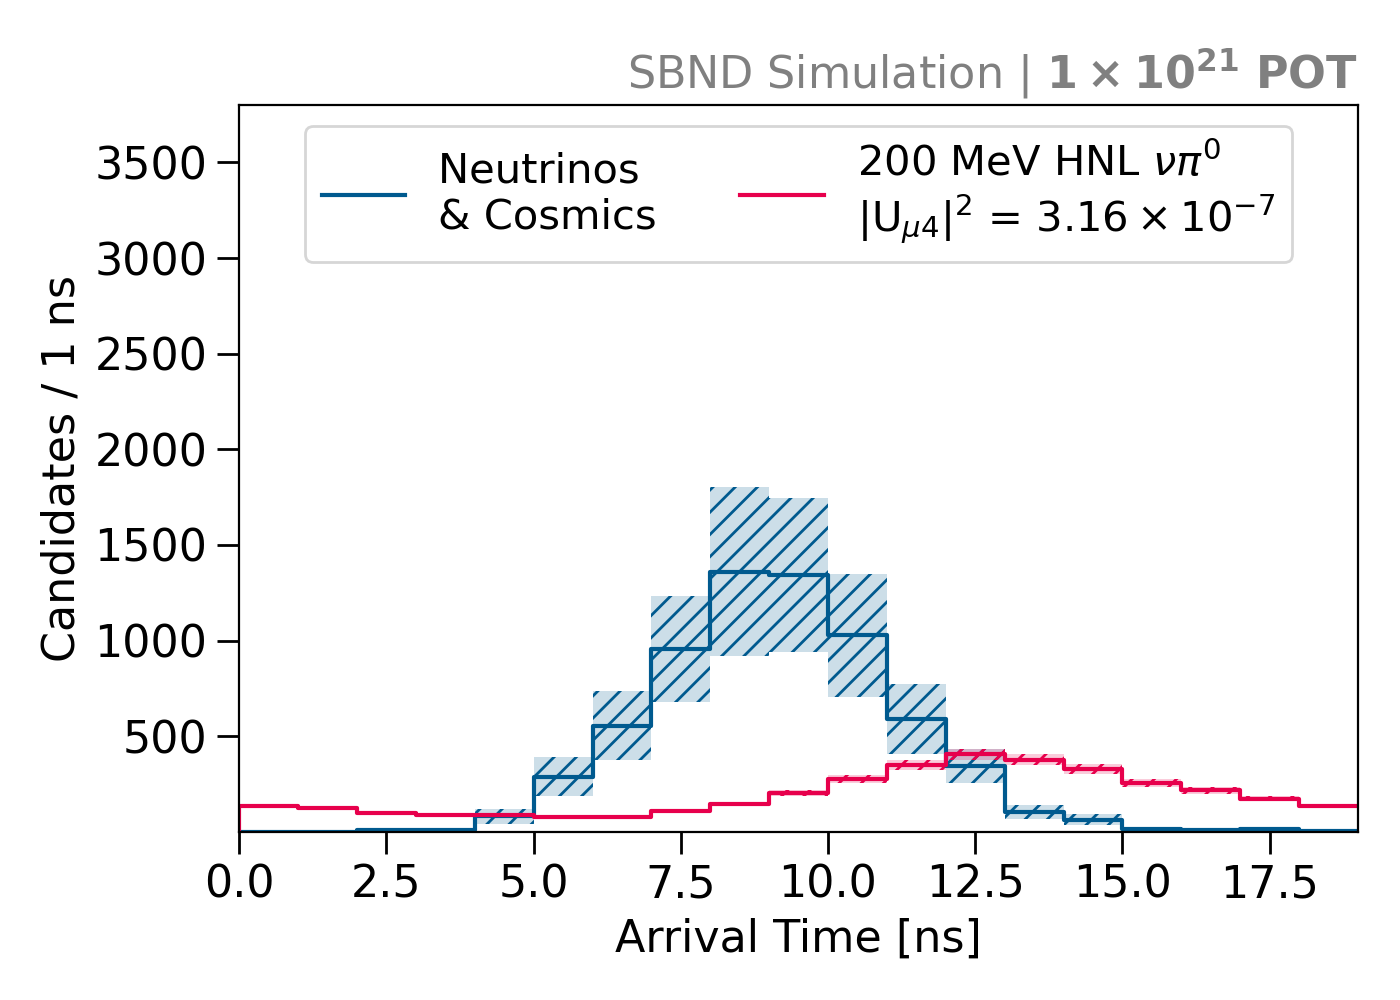 SBND Simulation | 1 × 10²¹ POT
Neutrinos
& Cosmics
200 MeV HNL νπ⁰
|Uμ4|² = 3.16 × 10⁻⁷
Candidates / 1 ns
3500
3000
2500
2000
1500
1000
500
0.0 2.5 5.0 7.5 10.0 12.5 15.0 17.5
Arrival Time [ns]